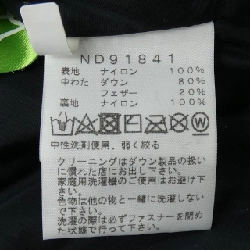 ND91841
表地 ナイロン 100%
中わた ダウン 80%
フェザー 20%
裏地 ナイロン 100%
中性洗剤使用、弱く絞る
クリーニングはダウン製品の扱い
に慣れた店にお出し下さい。
家庭用洗濯機のご使用はお避け下
さい。
洗濯の際は必ずファスナーを閉め
た状態で行って下さい。
色物は他の物と一緒に洗濯しない
で下さい。